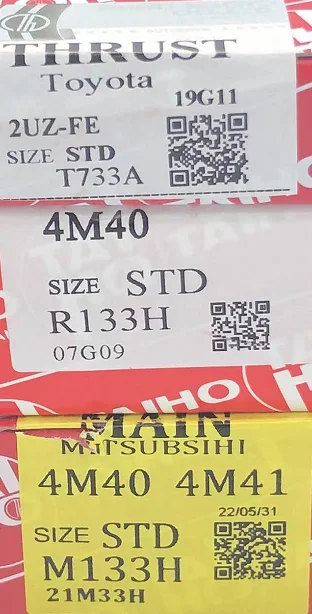 THRUST
Toyota
19G11
2UZ-FE
SIZE STD
T733A
4M40
SIZE STD
R133H
07G09
TAIHO
MAIN
MITSUBSIHI
4M40 4M41
22/05/31
SIZE STD
M133H
21M33H